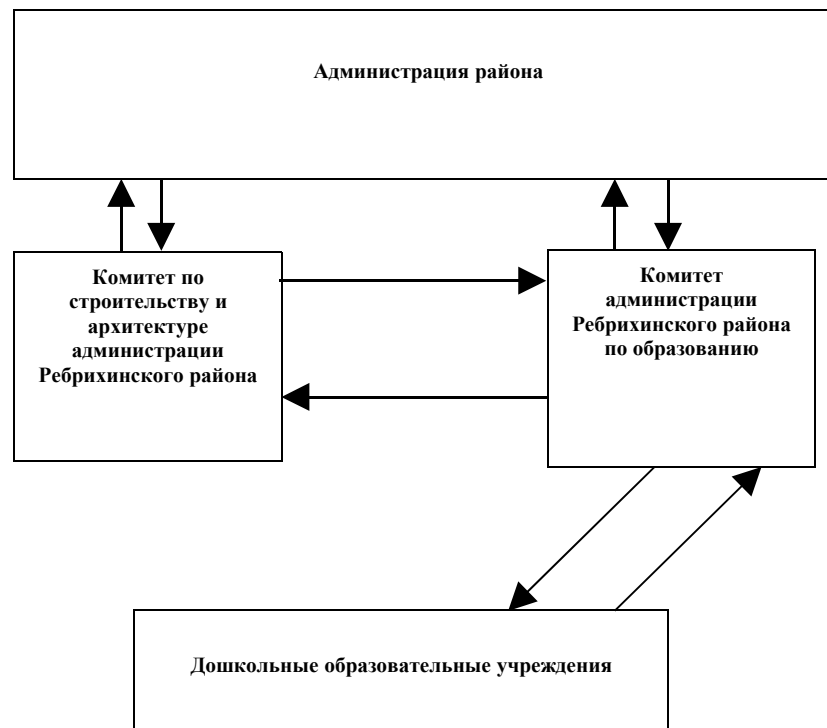 Администрация района
Комитет по
строительству и
архитектуре
администрации
Ребрихинского района
Комитет
администрации
Ребрихинского района
по образованию
Дошкольные образовательные учреждения